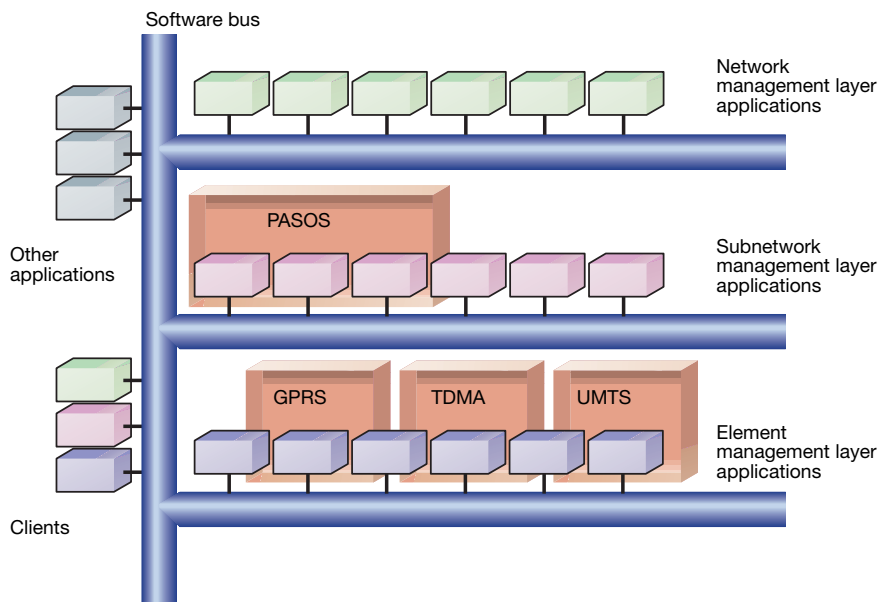 Software bus
Network
management layer
applications
PASOS
Other
applications
Subnetwork
management layer
applications
GPRS
TDMA
UMTS
Element
management layer
applications
Clients